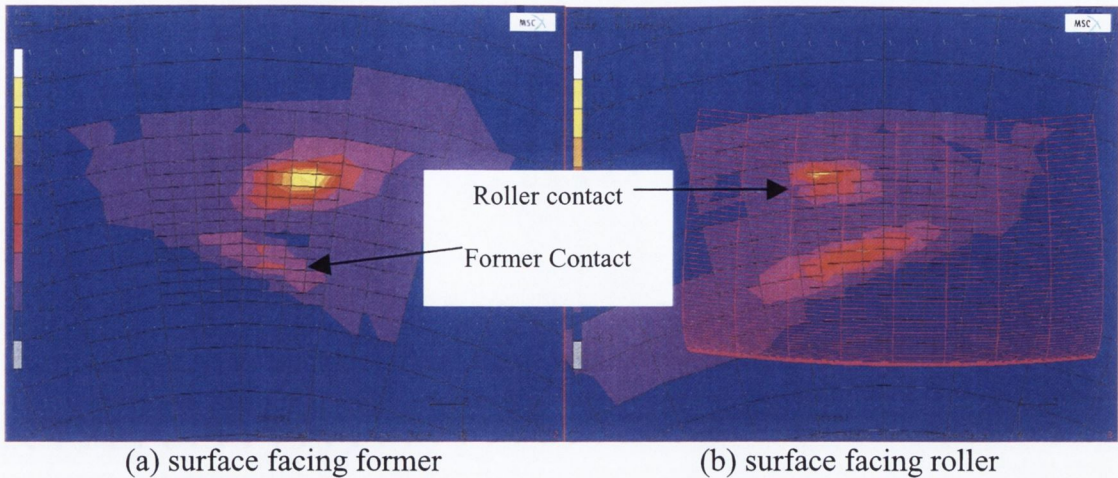 MSC
MSC
Roller contact
Former Contact
(a) surface facing former
(b) surface facing roller